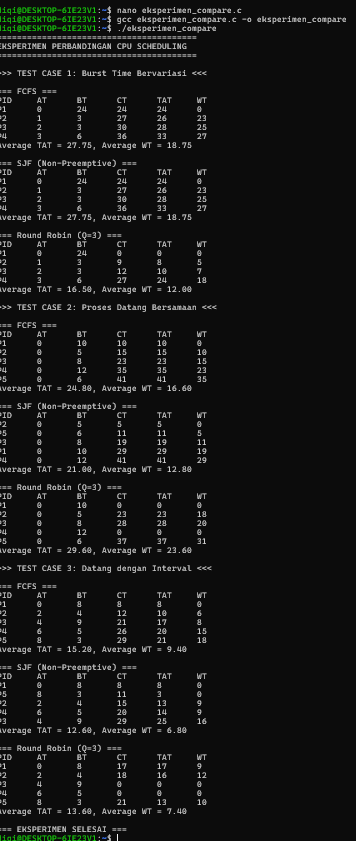 diqi@DESKTOP-6IE23V1:~$ nano eksperimen_compare.c
diqi@DESKTOP-6IE23V1:~$ gcc eksperimen_compare.c -o eksperimen_compare
diqi@DESKTOP-6IE23V1:~$ ./eksperimen_compare
=========================================
EKSPERIMEN PERBANDINGAN CPU SCHEDULING
=========================================
>>> TEST CASE 1: Burst Time Bervariasi <<<
=== FCFS ===
PID AT BT CT TAT WT
P1 0 24 24 24 0
P2 1 3 27 26 23
P3 2 3 30 28 25
P4 3 6 36 33 27
Average TAT = 27.75, Average WT = 18.75
=== SJF (Non-Preemptive) ===
PID AT BT CT TAT WT
P1 0 24 24 24 0
P2 1 3 27 26 23
P3 2 3 30 28 25
P4 3 6 36 33 27
Average TAT = 27.75, Average WT = 18.75
=== Round Robin (Q=3) ===
PID AT BT CT TAT WT
P1 0 24 0 0 0
P2 1 3 9 8 5
P3 2 3 12 10 7
P4 3 6 27 24 18
Average TAT = 16.50, Average WT = 12.00
>>> TEST CASE 2: Proses Datang Bersamaan <<<
=== FCFS ===
PID AT BT CT TAT WT
P1 0 10 10 10 0
P2 0 5 15 15 10
P3 0 8 23 23 15
P4 0 12 35 35 23
P5 0 6 41 41 35
Average TAT = 24.80, Average WT = 16.60
=== SJF (Non-Preemptive) ===
PID AT BT CT TAT WT
P2 0 5 5 5 0
P5 0 6 11 11 5
P3 0 8 19 19 11
P1 0 10 29 29 19
P4 0 12 41 41 29
Average TAT = 21.00, Average WT = 12.80
=== Round Robin (Q=3) ===
PID AT BT CT TAT WT
P1 0 10 0 0 0
P2 0 5 23 23 18
P3 0 8 28 28 20
P4 0 12 0 0 0
P5 0 6 37 37 31
Average TAT = 29.60, Average WT = 23.60
>>> TEST CASE 3: Datang dengan Interval <<<
=== FCFS ===
PID AT BT CT TAT WT
P1 0 8 8 8 0
P2 2 4 12 10 6
P3 4 9 21 17 8
P4 6 5 26 20 15
P5 8 3 29 21 18
Average TAT = 15.20, Average WT = 9.40
=== SJF (Non-Preemptive) ===
PID AT BT CT TAT WT
P1 0 8 8 8 0
P5 8 3 11 3 0
P2 2 4 15 13 9
P4 6 5 20 14 9
P3 4 9 29 25 16
Average TAT = 12.60, Average WT = 6.80
=== Round Robin (Q=3) ===
PID AT BT CT TAT WT
P1 0 8 17 17 9
P2 2 4 18 16 12
P3 4 9 0 0 0
P4 6 5 0 0 0
P5 8 3 21 13 10
Average TAT = 13.60, Average WT = 7.40
=== EKSPERIMEN SELESAI ===
diqi@DESKTOP-6IE23V1:~$